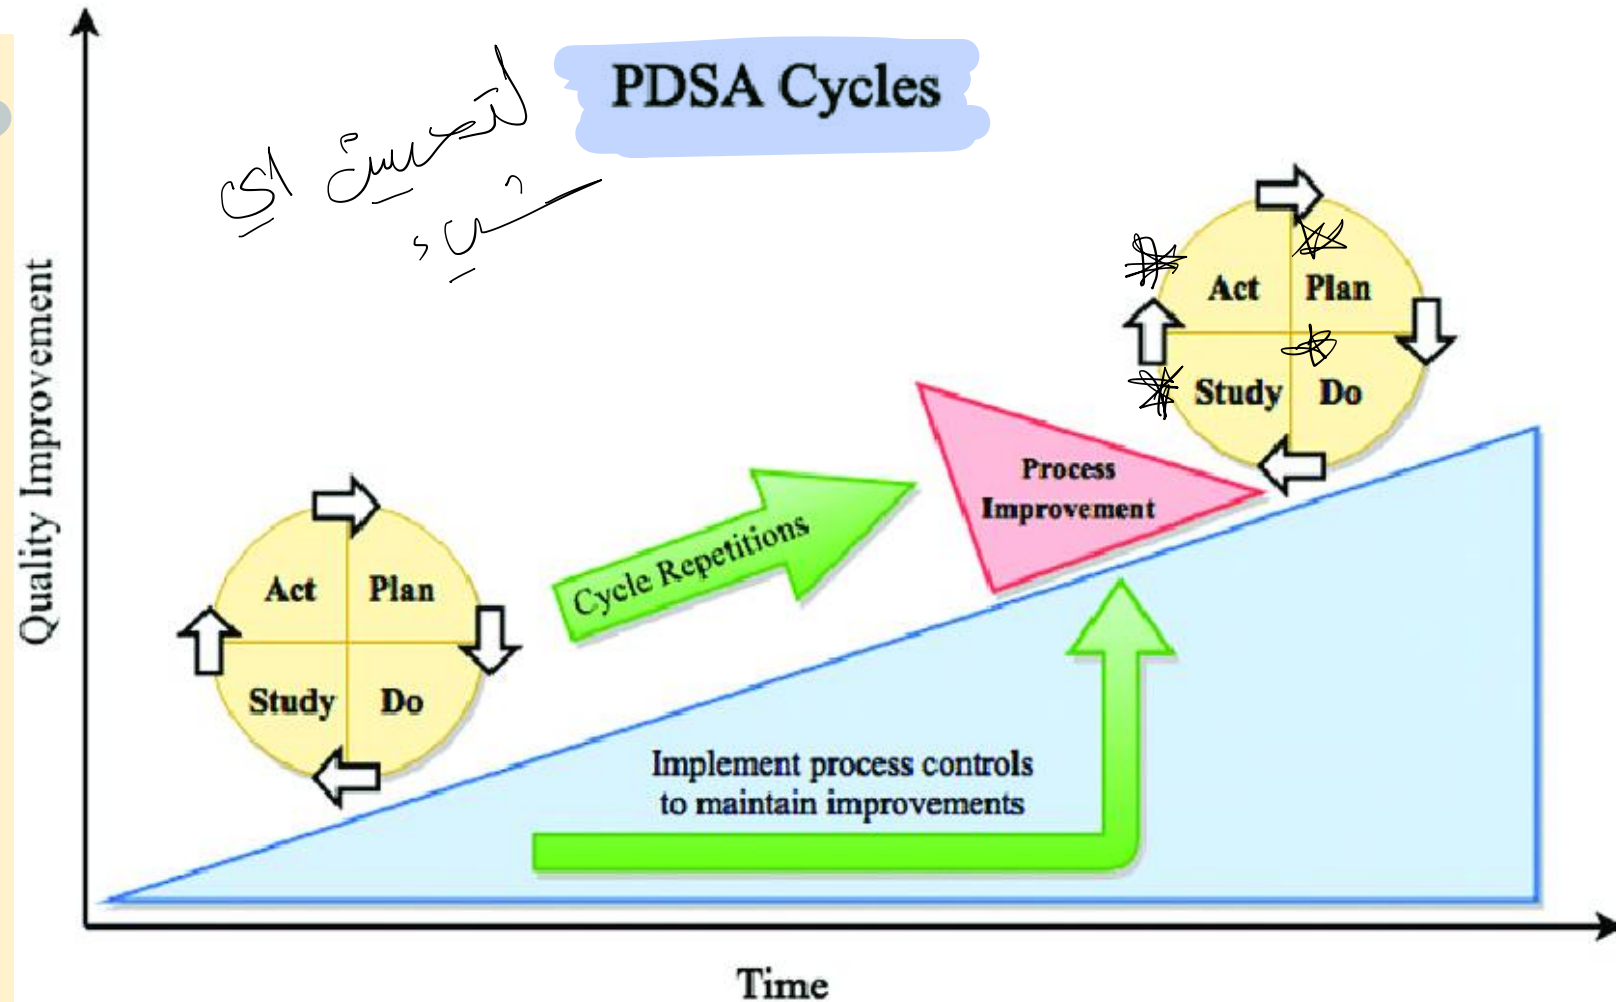 PDSA Cycles
لتحسين اي
شيء
Quality Improvement
Act
Plan
Study
Do
Process
Improvement
Cycle Repetitions
Act
Plan
Study
Do
Implement process controls
to maintain improvements
Time